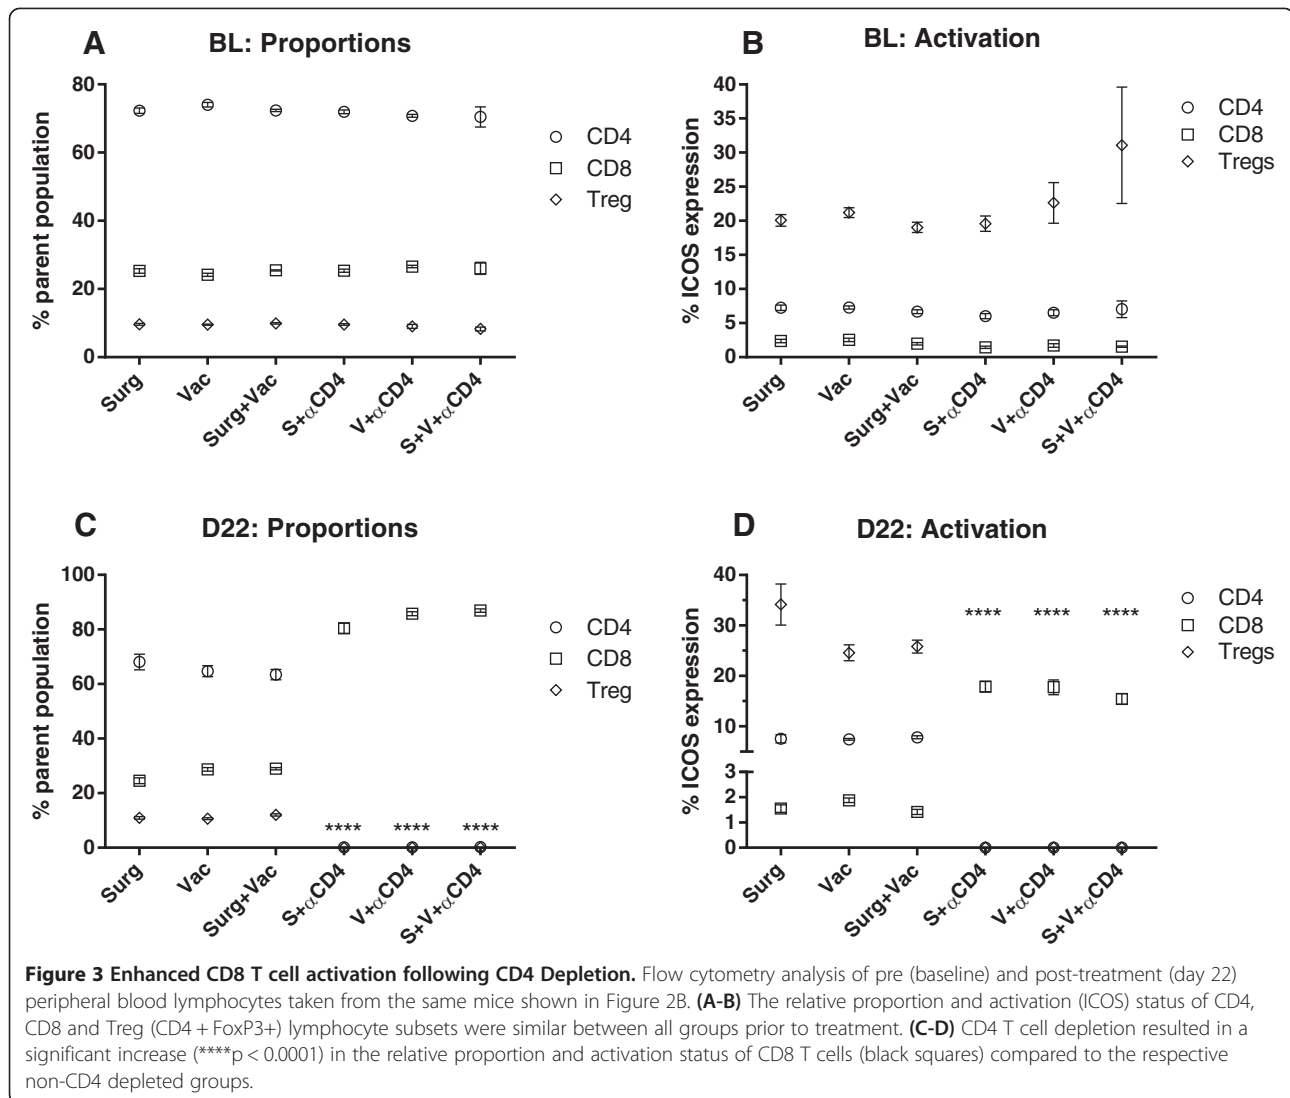 A BL: Proportions
% parent population
80
60
40
20
0
Surg
Vac
Surg+Vac
S+αCD4
V+αCD4
S+V+αCD4
CD4
CD8
Treg
B BL: Activation
% ICOS expression
40
35
30
25
20
15
10
5
0
Surg
Vac
Surg+Vac
S+αCD4
V+αCD4
S+V+αCD4
CD4
CD8
Tregs
C D22: Proportions
% parent population
100
80
60
40
20
0
**** **** ****
Surg
Vac
Surg+Vac
S+αCD4
V+αCD4
S+V+αCD4
CD4
CD8
Treg
D D22: Activation
% ICOS expression
40
30
20
10
3
2
1
0
**** **** ****
Surg
Vac
Surg+Vac
S+αCD4
V+αCD4
S+V+αCD4
CD4
CD8
Tregs
Figure 3 Enhanced CD8 T cell activation following CD4 Depletion. Flow cytometry analysis of pre (baseline) and post-treatment (day 22)
peripheral blood lymphocytes taken from the same mice shown in Figure 2B. (A-B) The relative proportion and activation (ICOS) status of CD4,
CD8 and Treg (CD4 + FoxP3+) lymphocyte subsets were similar between all groups prior to treatment. (C-D) CD4 T cell depletion resulted in a
significant increase (****p < 0.0001) in the relative proportion and activation status of CD8 T cells (black squares) compared to the respective
non-CD4 depleted groups.